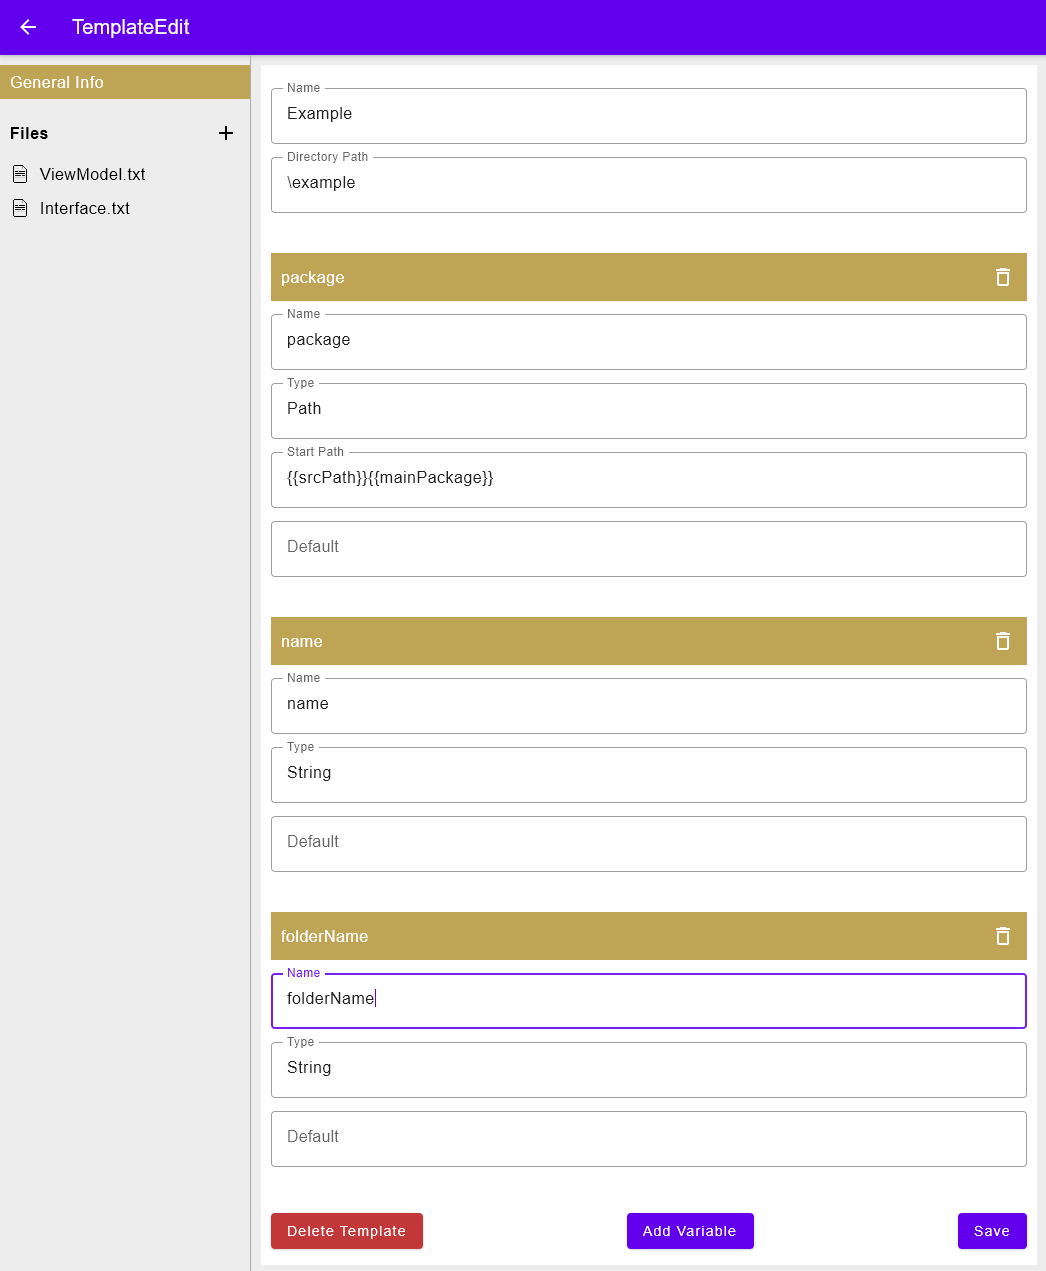 TemplateEdit
General Info
Files
ViewModel.txt
Interface.txt
Name
Example
Directory Path
\example
package
Name
package
Type
Path
Start Path
{{srcPath}}{{mainPackage}}
Default
name
Name
name
Type
String
Default
folderName
Name
folderName
Type
String
Default
Delete Template
Add Variable
Save